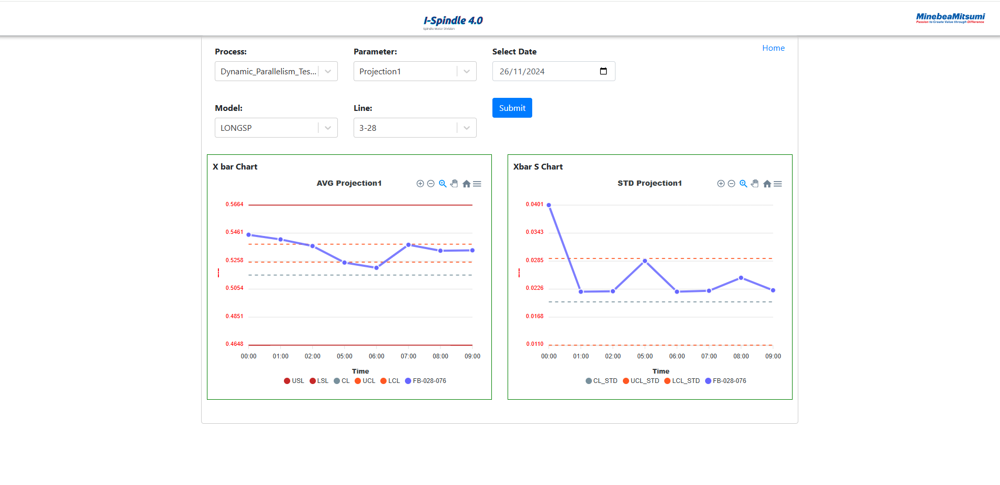 I-Spindle 4.0
Spindle Motor Division
MinebeaMitsumi
Passion to Create Value through Difference
Home
Process:
Parameter:
Select Date
Dynamic_Parallelism_Tes...
Projection1
26/11/2024
Model:
Line:
Submit
LONGSP
3-28
X bar Chart
AVG Projection1
0.5664
0.5461
0.5258
0.5054
0.4851
0.4648
00:00 01:00 02:00 05:00 06:00 07:00 08:00 09:00
Time
USL LSL CL UCL LCL FB-028-076
Xbar S Chart
STD Projection1
0.0401
0.0343
0.0285
0.0226
0.0168
0.0110
00:00 01:00 02:00 05:00 06:00 07:00 08:00 09:00
Time
CL_STD UCL_STD LCL_STD FB-028-076